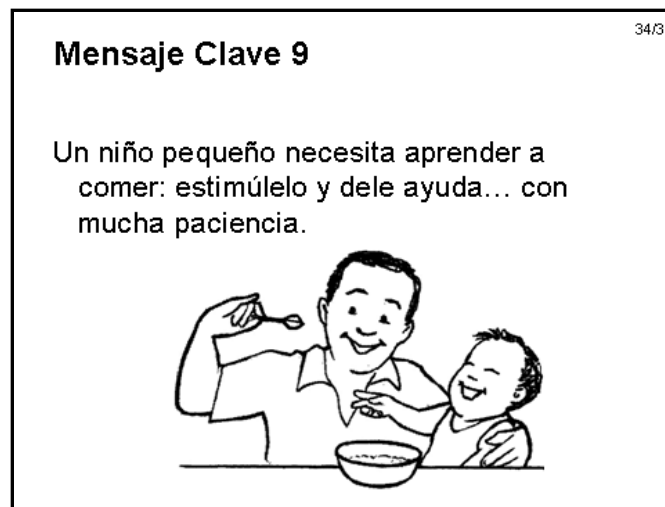 34/3
Mensaje Clave 9
Un niño pequeño necesita aprender a
comer: estimúlelo y dele ayuda… con
mucha paciencia.